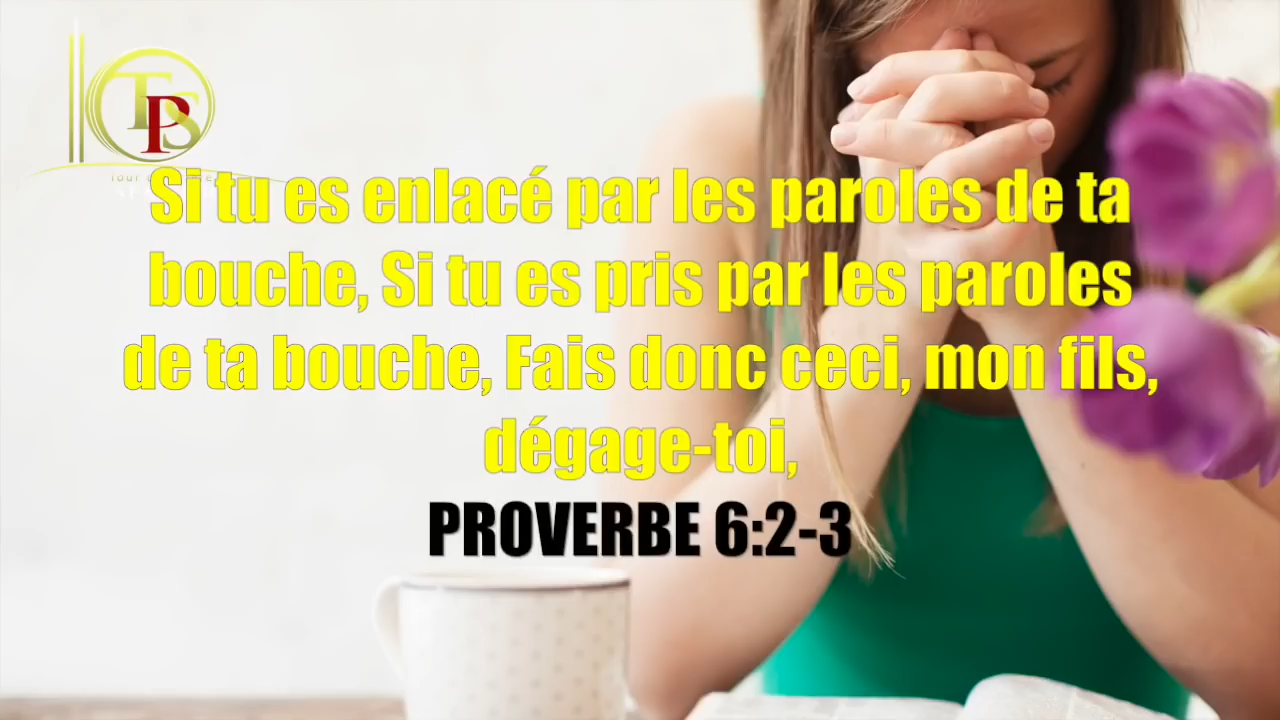 TPS
Si tu es enlacé par les paroles de ta
bouche, Si tu es pris par les paroles
de ta bouche, Fais donc ceci, mon fils,
dégage-toi,
PROVERBE 6:2-3